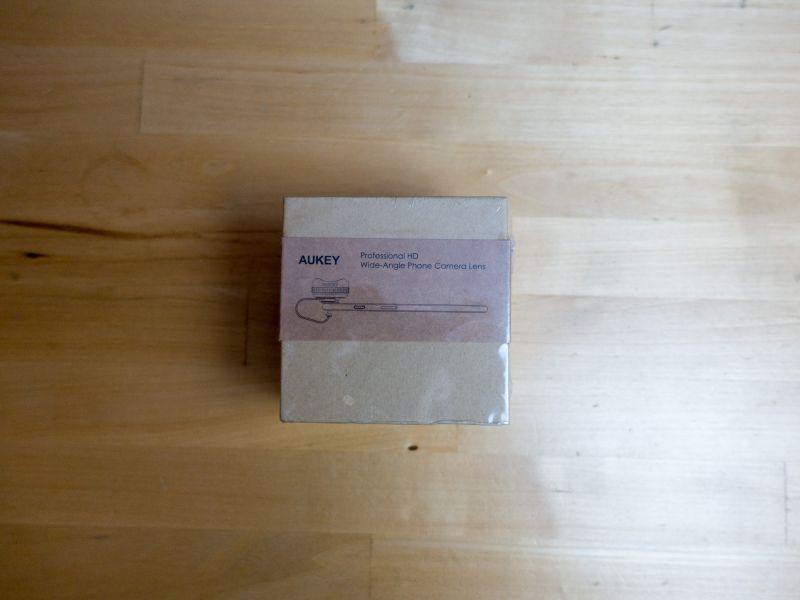 AUKEY
Professional HD
Wide-Angle Phone Camera Lens